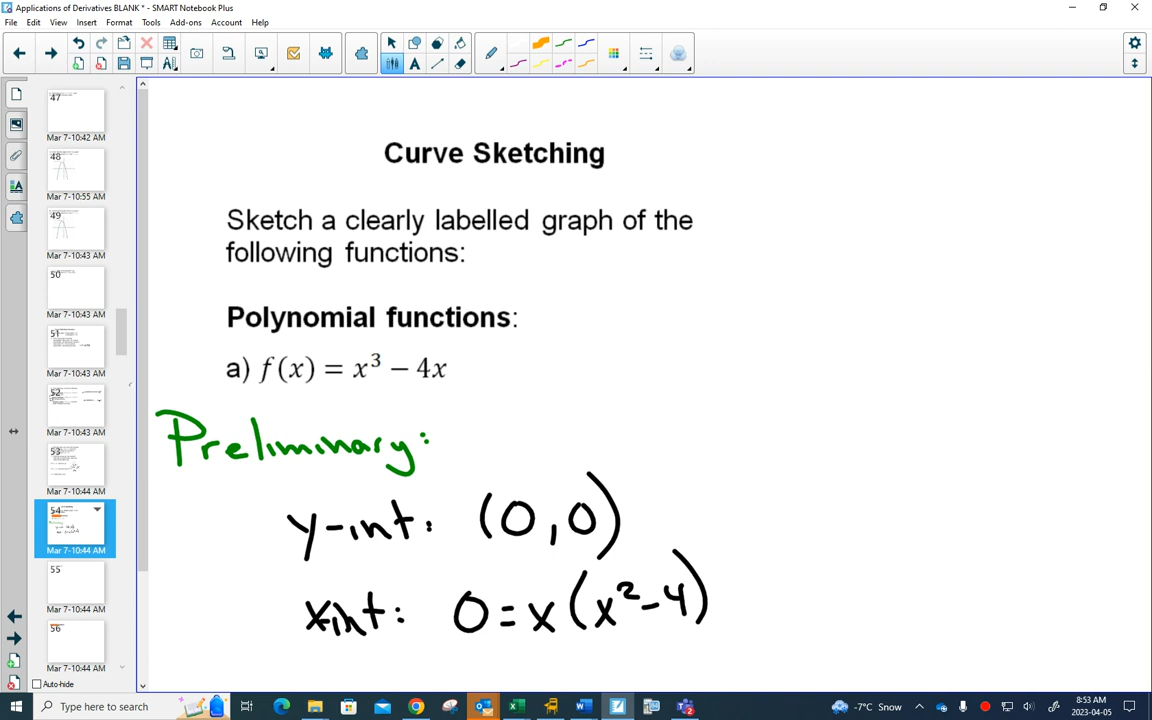 Applications of Derivatives BLANK * - SMART Notebook Plus
File Edit View Insert Format Tools Add-ons Account Help
47
Mar 7-10:42 AM
48
Mar 7-10:55 AM
49
Mar 7-10:43 AM
50
Mar 7-10:43 AM
51
Mar 7-10:43 AM
52
Mar 7-10:43 AM
53
Mar 7-10:44 AM
54
Mar 7-10:44 AM
55
Mar 7-10:44 AM
56
Mar 7-10:44 AM
Auto-hide
Curve Sketching
Sketch a clearly labelled graph of the
following functions:
Polynomial functions:
a) f(x) = x³ − 4x
Preliminary:
y-int: (0,0)
x-int: 0=x(x²-4)
Type here to search
-7°C Snow
8:53 AM
2023-04-05